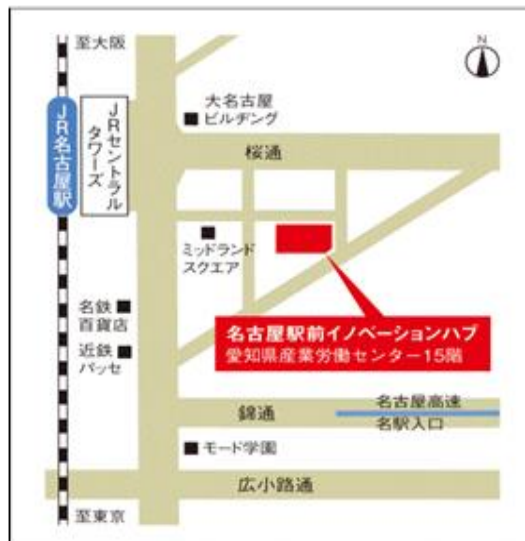 至大阪
N
JR名古屋駅
JRセントラル
タワーズ
大名古屋
ビルヂング
桜通
ミッドランド
スクエア
名鉄
百貨店
近鉄
パッセ
名古屋駅前イノベーションハブ
愛知県産業労働センター15階
錦通
名古屋高速
名駅入口
モード学園
広小路通
至東京